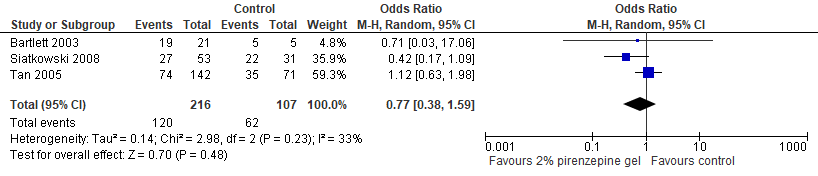 Control Odds Ratio Odds Ratio
Study or Subgroup Events Total Events Total Weight M-H, Random, 95% CI M-H, Random, 95% CI
Bartlett 2003 19 21 5 5 4.8% 0.71 [0.03, 17.06]
Siatkowski 2008 27 53 22 31 35.9% 0.42 [0.17, 1.09]
Tan 2005 74 142 35 71 59.3% 1.12 [0.63, 1.98]
Total (95% CI) 216 107 100.0% 0.77 [0.38, 1.59]
Total events 120 62
Heterogeneity: Tau² = 0.14; Chi² = 2.98, df = 2 (P = 0.23); I² = 33%
Test for overall effect: Z = 0.70 (P = 0.48)
0.001 0.1 1 10 1000
Favours 2% pirenzepine gel Favours control